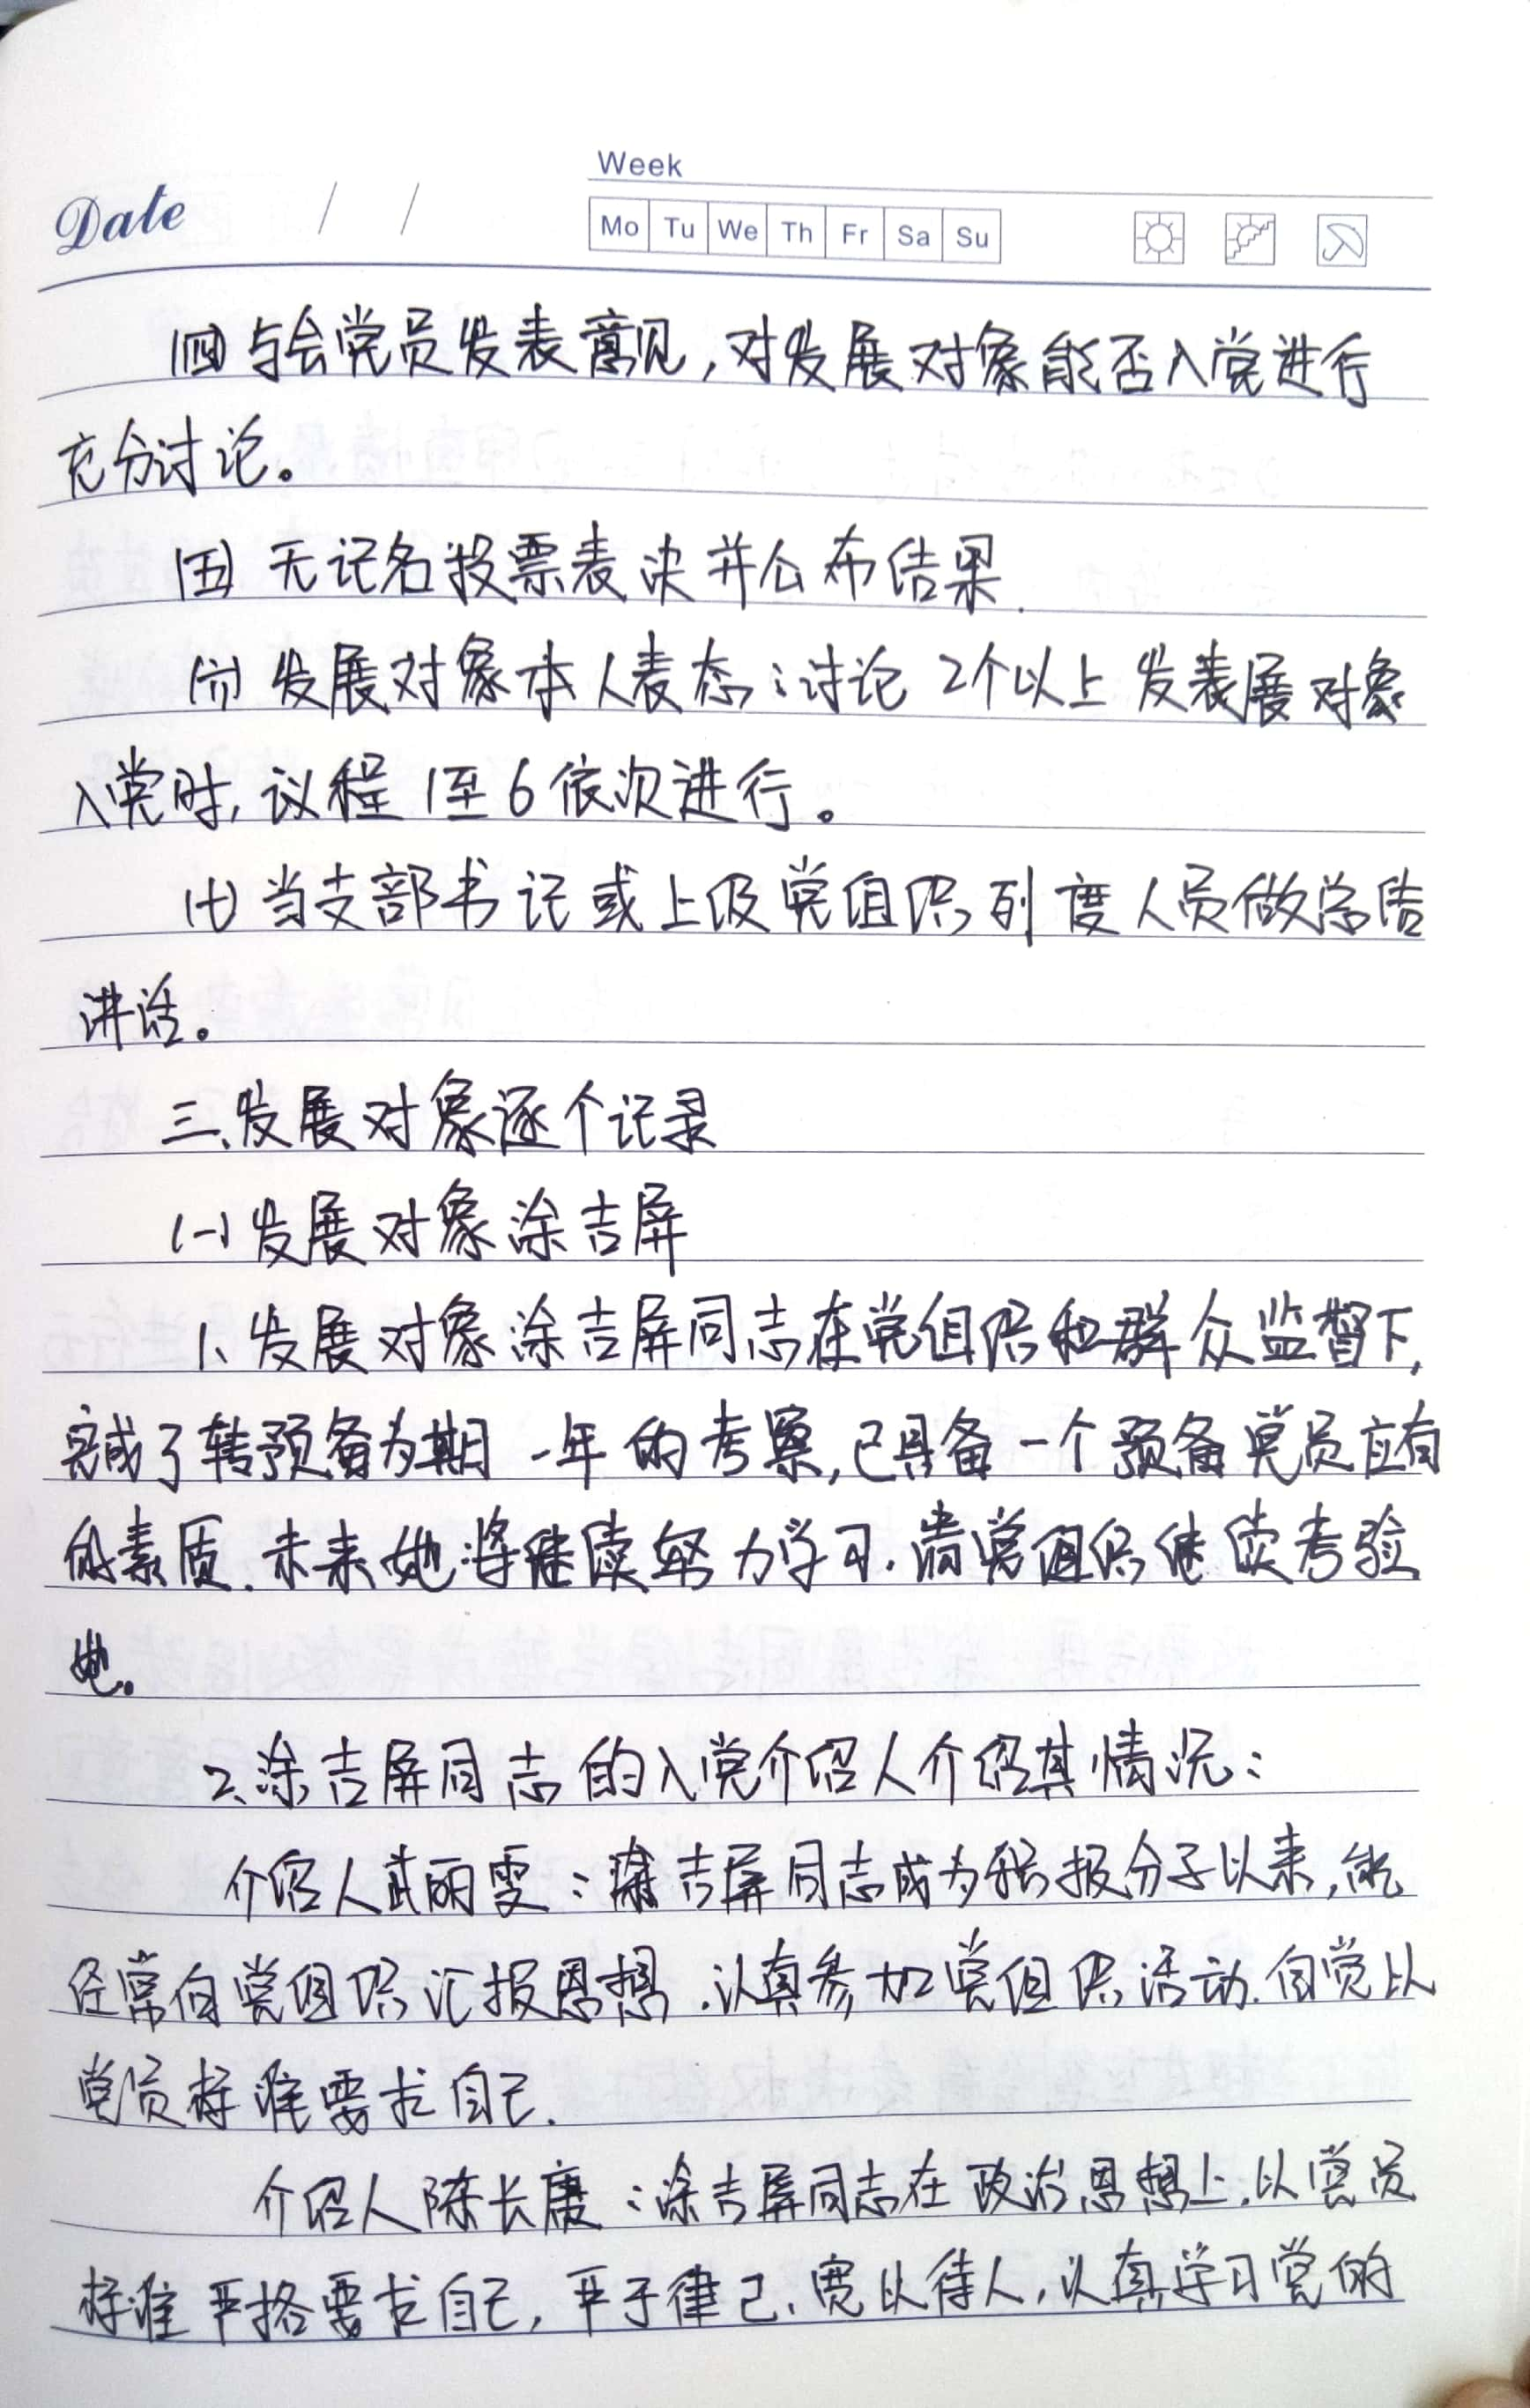 Week
Date / /
Mo Tu We Th Fr Sa Su
(四)与会党员发表意见,对发展对象能否入党进行
充分讨论。
(五) 无记名投票表决并公布结果.
(六) 发展对象本人表态;讨论 2个以上发表展对象
入党时,议程 1至6依次进行。
(七)当支部书记或上级党组织列度人员做总结
讲话。
三、发展对象逐个记录
(一)发展对象涂吉屏
1、发展对象涂吉屏同志在党组织和群众监督下,
完成了转预备为期 一年的考察,已具备一个预备党员应有
的素质.未来她将继续努力学习.请党组织继续考验
她。
2、涂吉屏同志的入党介绍人介绍其情况:
介绍人武丽雯:涂吉屏同志成为积极分子以来,能
经常向党组织汇报思想.认真参加党组织活动.自觉以
党员标准要求自己.
介绍人陈长康:涂吉屏同志在政治思想上.以党员
标准严格要求自己,严于律己、宽以待人,认真学习党的